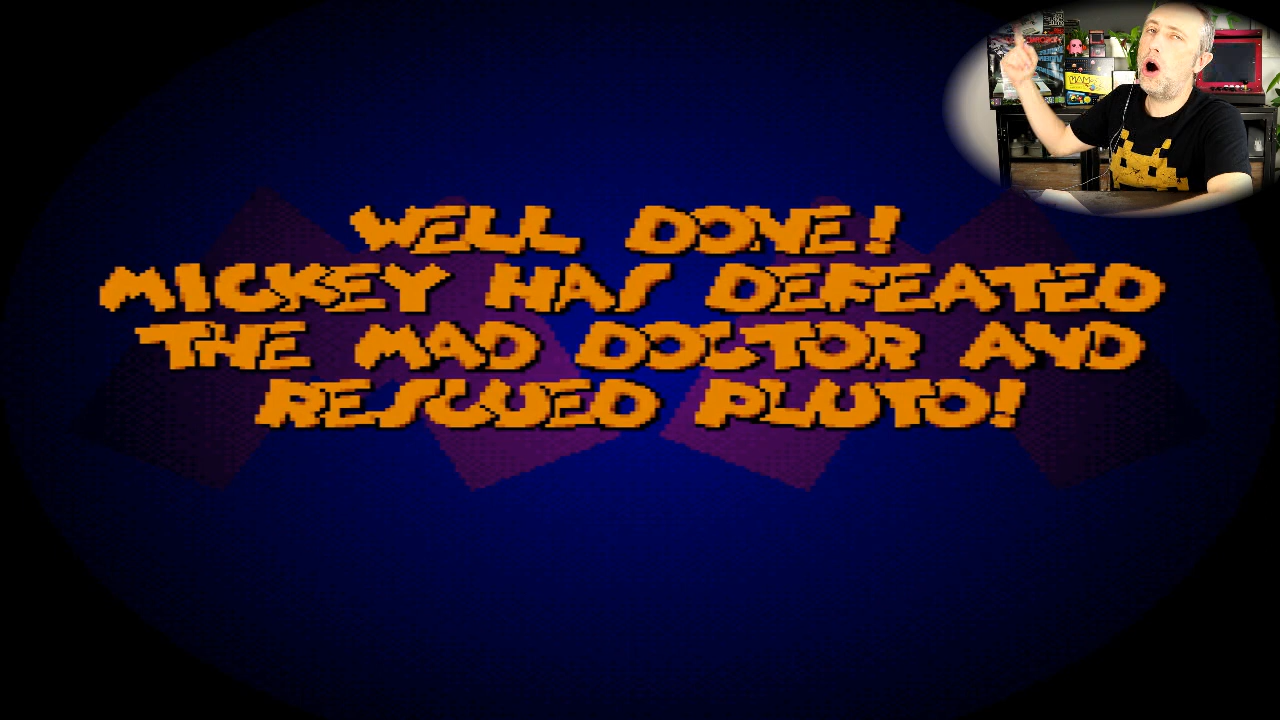 WELL DONE!
MICKEY HAS DEFEATED
THE MAD DOCTOR AND
RESCUED PLUTO!